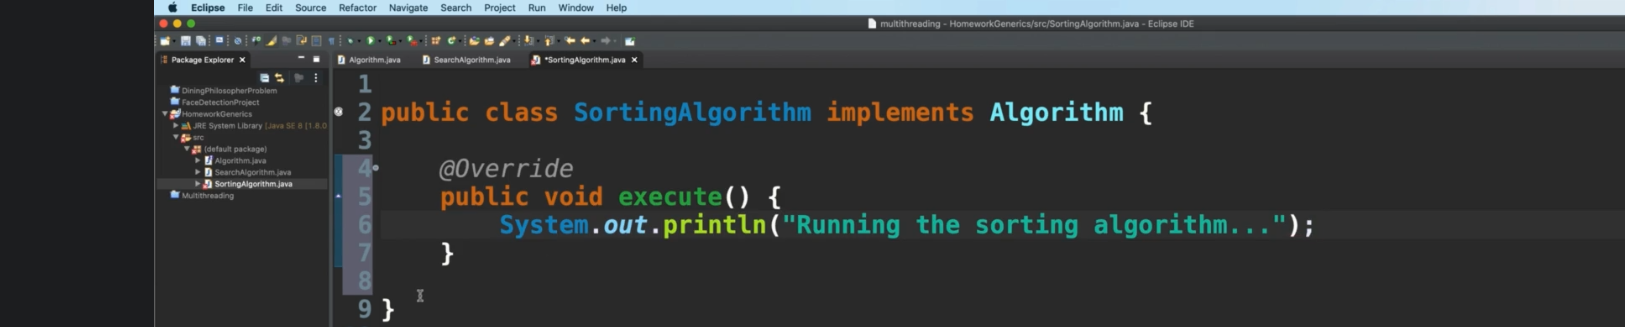 Eclipse File Edit Source Refactor Navigate Search Project Run Window Help
multithreading - HomeworkGenerics/src/SortingAlgorithm.java - Eclipse IDE
Package Explorer
Algorithm.java SearchAlgorithm.java *SortingAlgorithm.java
DiningPhilosopherProblem
FaceDetectionProject
HomeworkGenerics
JRE System Library [Java SE 8 [1.8.0
src
(default package)
Algorithm.java
SearchAlgorithm.java
SortingAlgorithm.java
Multithreading
1
2 public class SortingAlgorithm implements Algorithm {
3
4 @Override
5 public void execute() {
6 System.out.println("Running the sorting algorithm...");
7 }
8
9 }